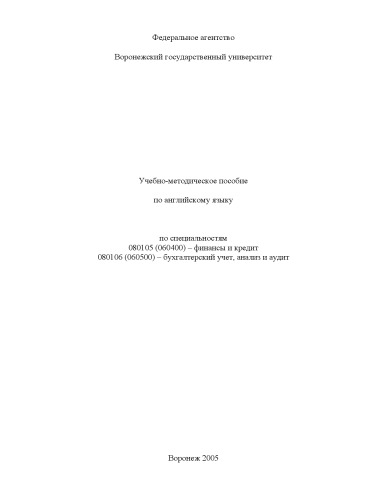 Федеральное агентство
Воронежский государственный университет
Учебно-методическое пособие
по английскому языку
по специальностям
080105 (060400) – финансы и кредит
080106 (060500) – бухгалтерский учет, анализ и аудит
Воронеж 2005